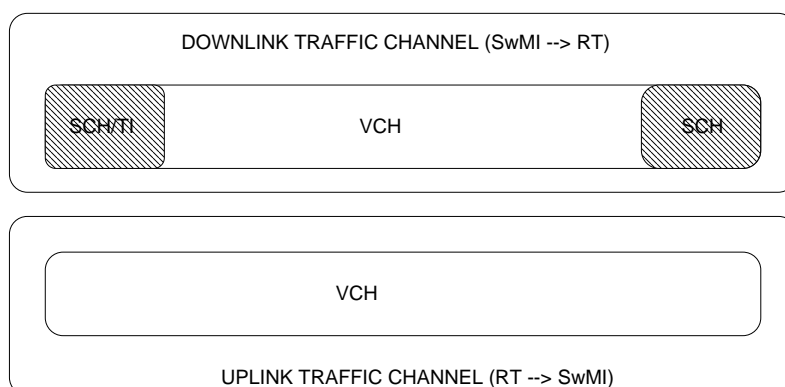 DOWNLINK TRAFFIC CHANNEL (SwMI --> RT)
SCH/TI VCH SCH
VCH
UPLINK TRAFFIC CHANNEL (RT --> SwMI)